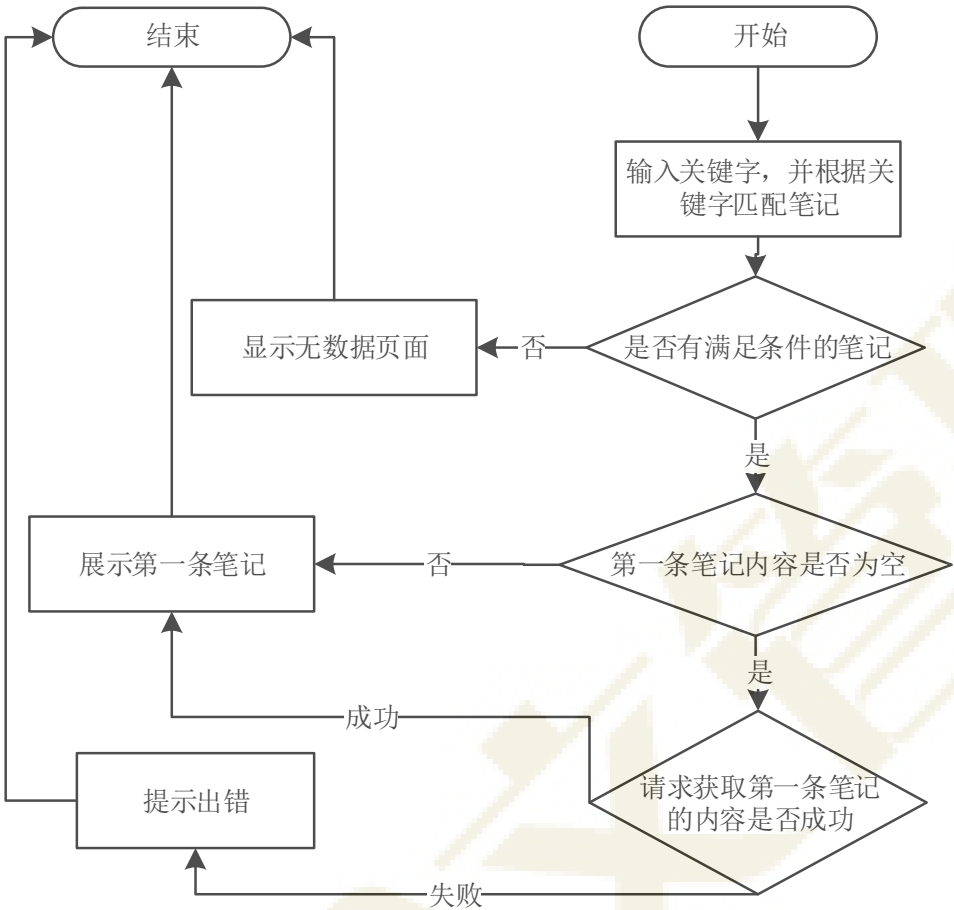 结束
开始
输入关键字，并根据关
键字匹配笔记
显示无数据页面
否
是否有满足条件的笔记
是
展示第一条笔记
否
第一条笔记内容是否为空
是
成功
提示出错
请求获取第一条笔记
的内容是否成功
失败